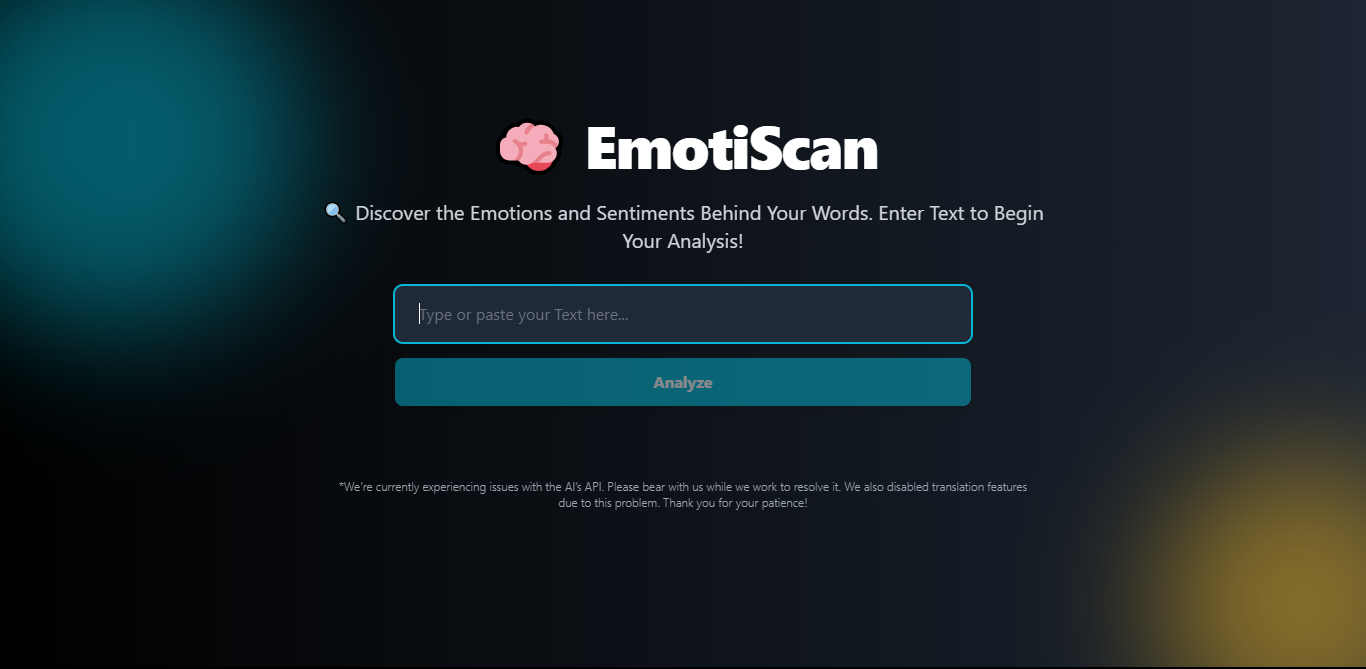 EmotiScan
Discover the Emotions and Sentiments Behind Your Words. Enter Text to Begin
Your Analysis!
Type or paste your Text here...
Analyze
*We're currently experiencing issues with the AI's API. Please bear with us while we work to resolve it. We also disabled translation features
due to this problem. Thank you for your patience!